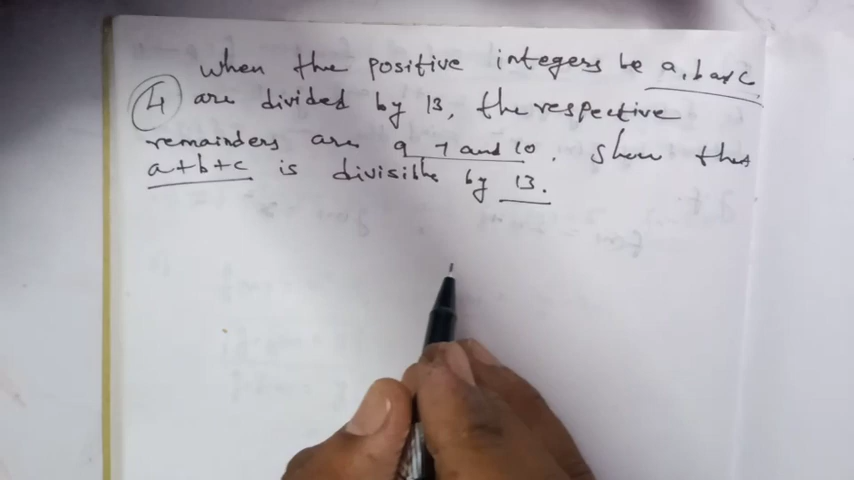 when the positive integers be a, b and c
4 are divided by 13, the respective
remainders are 9 7 and 10. Show that
a+b+c is divisible by 13.